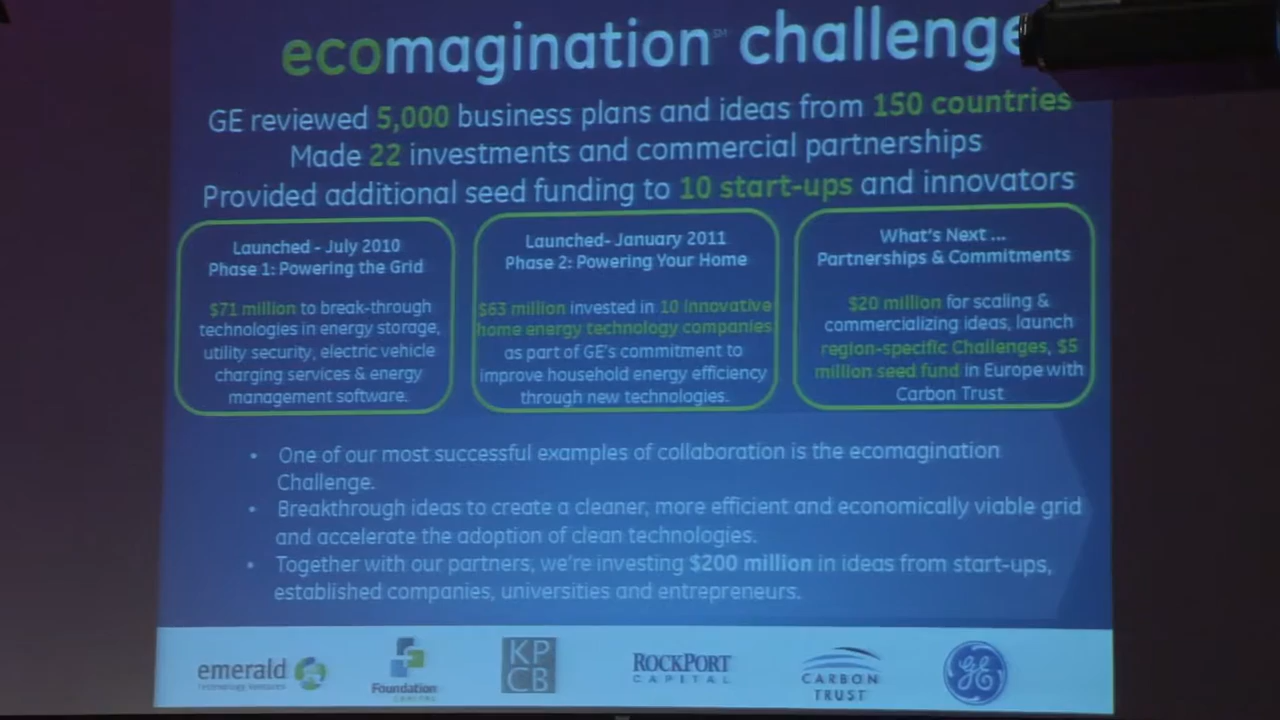 ecomagination℠ challenge
GE reviewed 5,000 business plans and ideas from 150 countries
Made 22 investments and commercial partnerships
Provided additional seed funding to 10 start-ups and innovators
Launched - July 2010
Phase 1: Powering the Grid
$71 million to break-through
technologies in energy storage,
utility security, electric vehicle
charging services & energy
management software.
Launched- January 2011
Phase 2: Powering Your Home
$63 million invested in 10 innovative
home energy technology companies
as part of GE's commitment to
improve household energy efficiency
through new technologies.
What's Next ...
Partnerships & Commitments
$20 million for scaling &
commercializing ideas, launch
region-specific Challenges, $5
million seed fund in Europe with
Carbon Trust
• One of our most successful examples of collaboration is the ecomagination
Challenge.
• Breakthrough ideas to create a cleaner, more efficient and economically viable grid
and accelerate the adoption of clean technologies.
• Together with our partners, we're investing $200 million in ideas from start-ups,
established companies, universities and entrepreneurs.
emerald
technology ventures
Foundation
CAPITAL
KP
CB
ROCKPORT
CAPITAL
CARBON
TRUST
GE